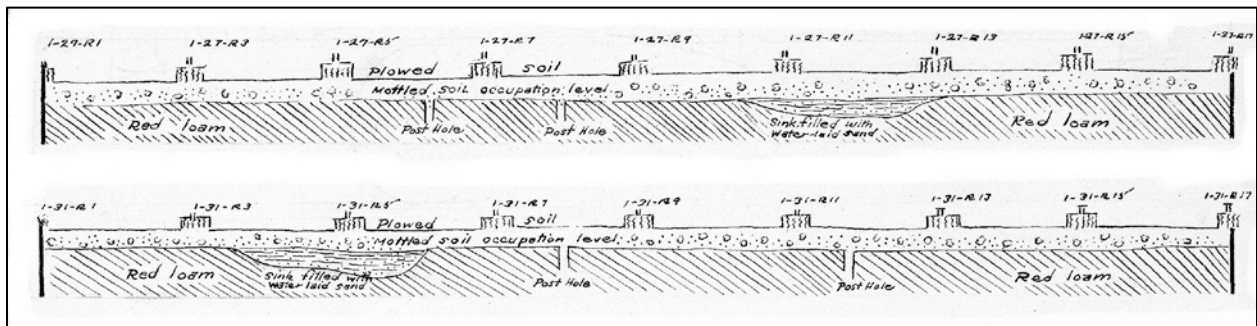 1-27-R1 1-27-R3 1-27-R5 1-27-R7 1-27-R9 1-27-R11 1-27-R13 1-27-R15 1-27-R17
Plowed soil
Mottled soil occupation level
Red loam Post Hole Post Hole Sink filled with Red loam
Water laid sand
1-31-R1 1-31-R3 1-31-R5 1-31-R7 1-31-R9 1-31-R11 1-31-R13 1-31-R15 1-31-R17
Plowed soil
Mottled soil occupation level
Red loam Sink filled with Post Hole Post Hole Red loam
Water laid sand